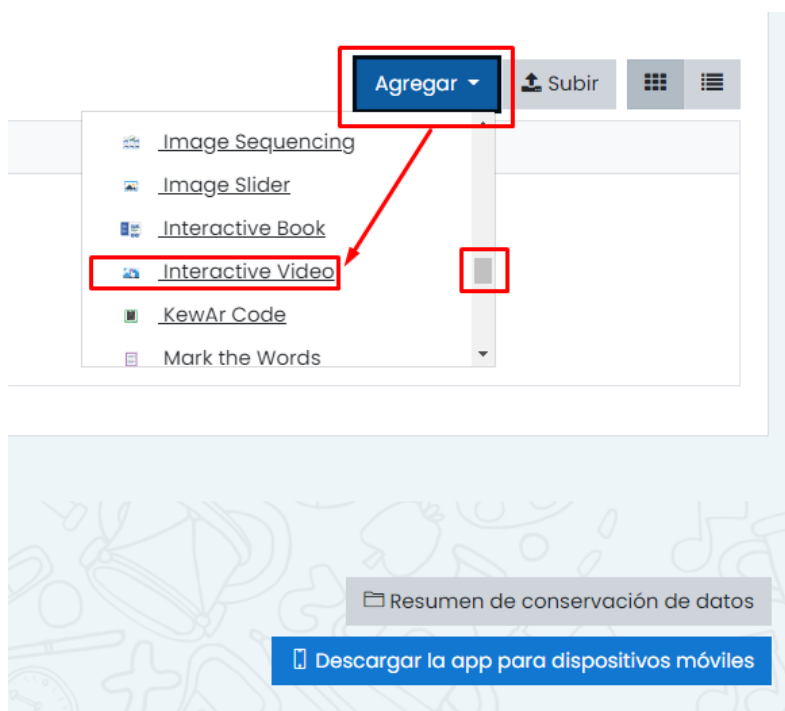 Agregar
Subir
Image Sequencing
Image Slider
Interactive Book
Interactive Video
KewAr Code
Mark the Words
Resumen de conservación de datos
Descargar la app para dispositivos móviles